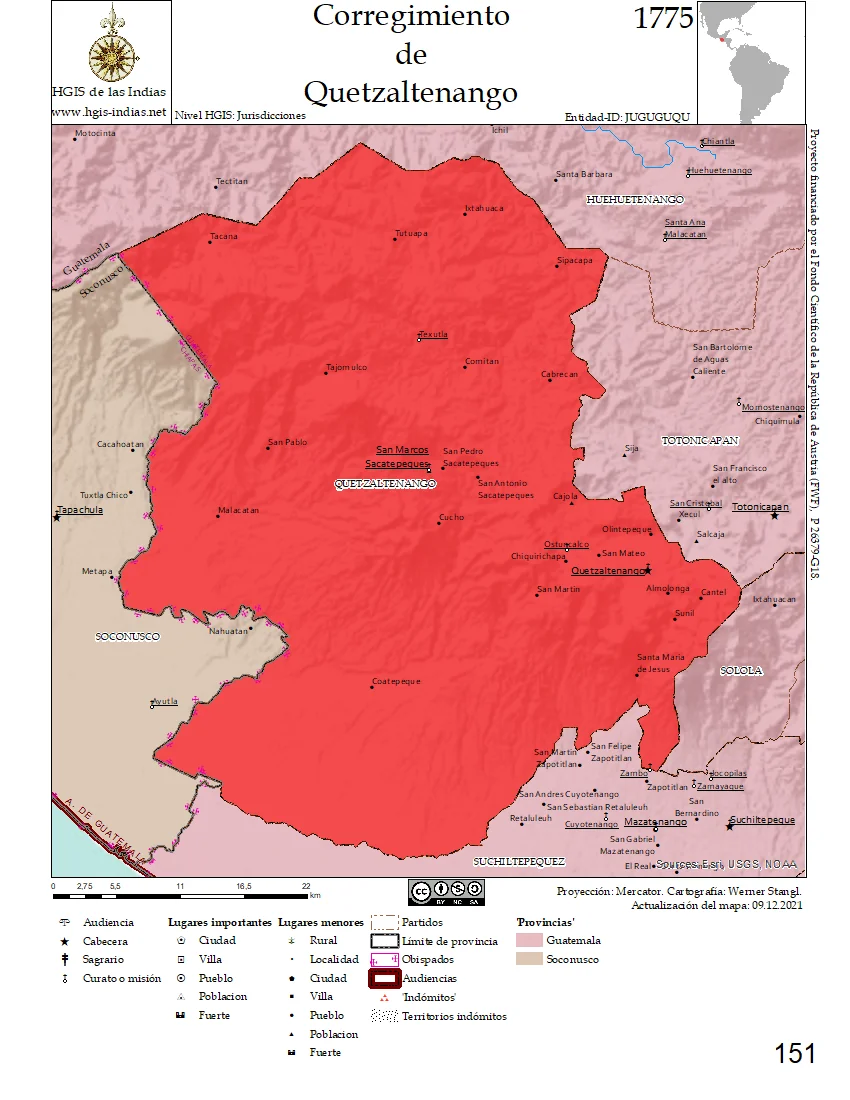 Corregimiento
de
Quetzaltenango
1775
HGIS de las Indias
www.hgis-indias.net
Nivel HGIS: Jurisdicciones
Entidad-ID: JUGUGUQU
Motocinta
Ichil
Chiantla
Huehuetenango
Santa Barbara
Tectitan
HUEHUETENANGO
Ixtahuaca
Santa Ana
Malacatan
Tacana
Tutuapa
Guatemala
Soconusco
Sipacapa
GUATEMALA
CHIAPAS
Texutla
San Bartolome
de Aguas
Caliente
Tajomulco
Comitan
Cabrecan
Momostenango
Chiquimula
Cacahoatan
San Pablo
San Marcos
Sacatepeques
San Pedro
Sacatepeques
TOTONICAPAN
Sija
San Francisco
el alto
QUETZALTENANGO
San Antonio
Sacatepeques
Tuxtla Chico
Cajola
San Cristobal
Totonicapan
Tapachula
Malacatan
Cucho
Xecul
Olintepeque
Salcaja
Ostuncalco
Chiquirichapa
San Mateo
Metapa
Quetzaltenango
San Martin
Almolonga
Cantel
Ixtahuacan
Sunil
Nahuatan
SOCONUSCO
Santa Maria
de Jesus
SOLOLA
Coatepeque
Ayutla
San Martin
Zapotitlan
San Felipe
Zapotitlan
Zambo
Jocopilas
Zapotitlan
Zamayaque
San Andres Cuyotenango
San Sebastian Retaluleuh
San
Bernardino
Retaluleuh
Cuyotenango
Mazatenango
Suchiltepeque
A. DE GUATEMALA
San Gabriel
Mazatenango
SUCHILTEPEQUEZ
El Real
Sources: Esri, USGS, NOAA
Proyecto financiado por el Fondo Científico de la República de Austria (FWF), P 26379-G18.
0 2,75 5,5 11 16,5 22
km
BY NC SA
Proyección: Mercator. Cartografía: Werner Stangl.
Actualización del mapa: 09.12.2021
Audiencia
Cabecera
Sagrario
Curato o misión
Lugares importantes
Ciudad
Villa
Pueblo
Poblacion
Fuerte
Lugares menores
Rural
Localidad
Ciudad
Villa
Pueblo
Poblacion
Fuerte
Partidos
Límite de provincia
Obispados
Audiencias
'Indómitos'
Territorios indómitos
'Provincias'
Guatemala
Soconusco
151